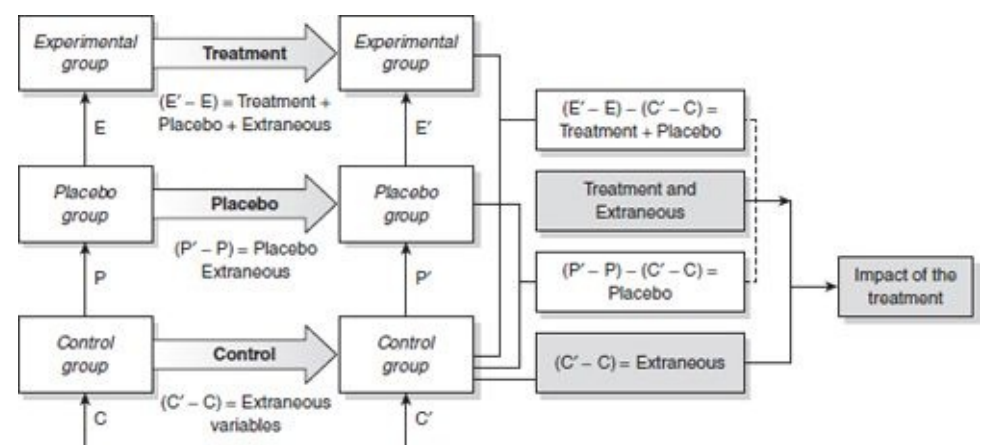 Experimental
group
Treatment
Experimental
group
(E′ – E) = Treatment +
Placebo + Extraneous
E
E′
(E′ – E) – (C′ – C) =
Treatment + Placebo
Placebo
group
Placebo
Placebo
group
Treatment and
Extraneous
(P′ – P) = Placebo
Extraneous
P
P′
(P′ – P) – (C′ – C) =
Placebo
Impact of the
treatment
Control
group
Control
Control
group
(C′ – C) = Extraneous
(C′ – C) = Extraneous
variables
C
C′